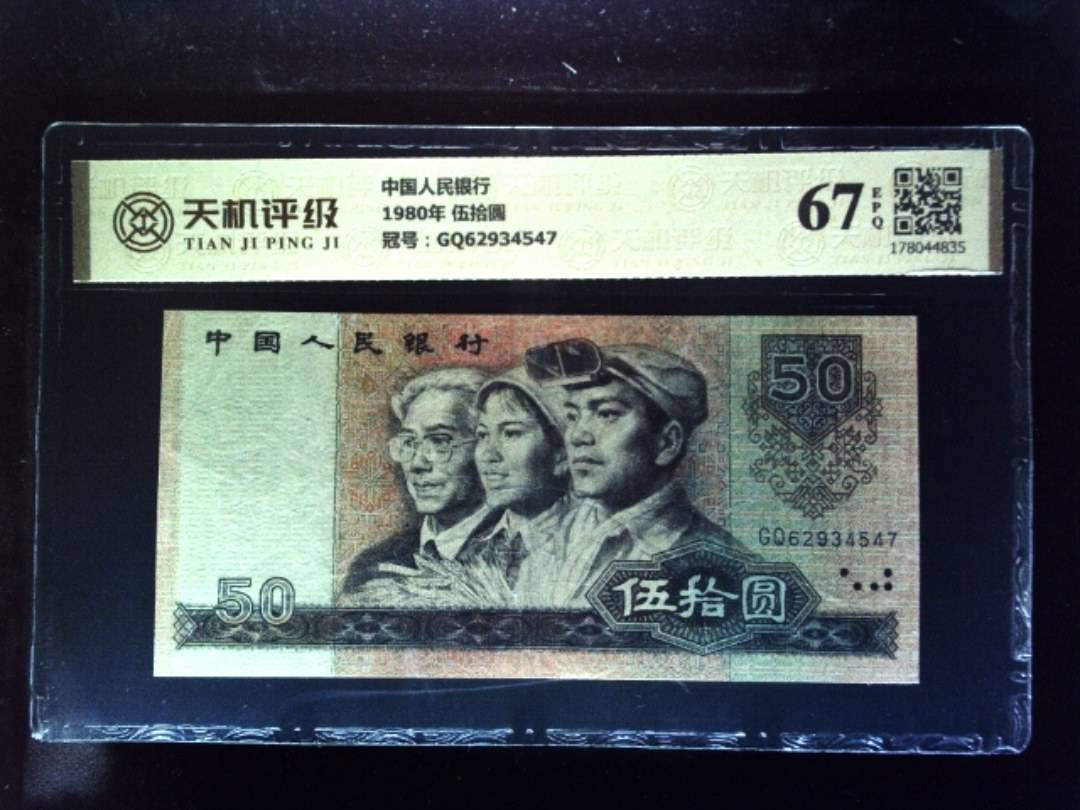 天机评级
TIAN JI PING JI
中国人民银行
1980年 伍拾圆
冠号：GQ62934547
67
EPQ
178044835
中国人民银行
50
GQ62934547
50
伍拾圆